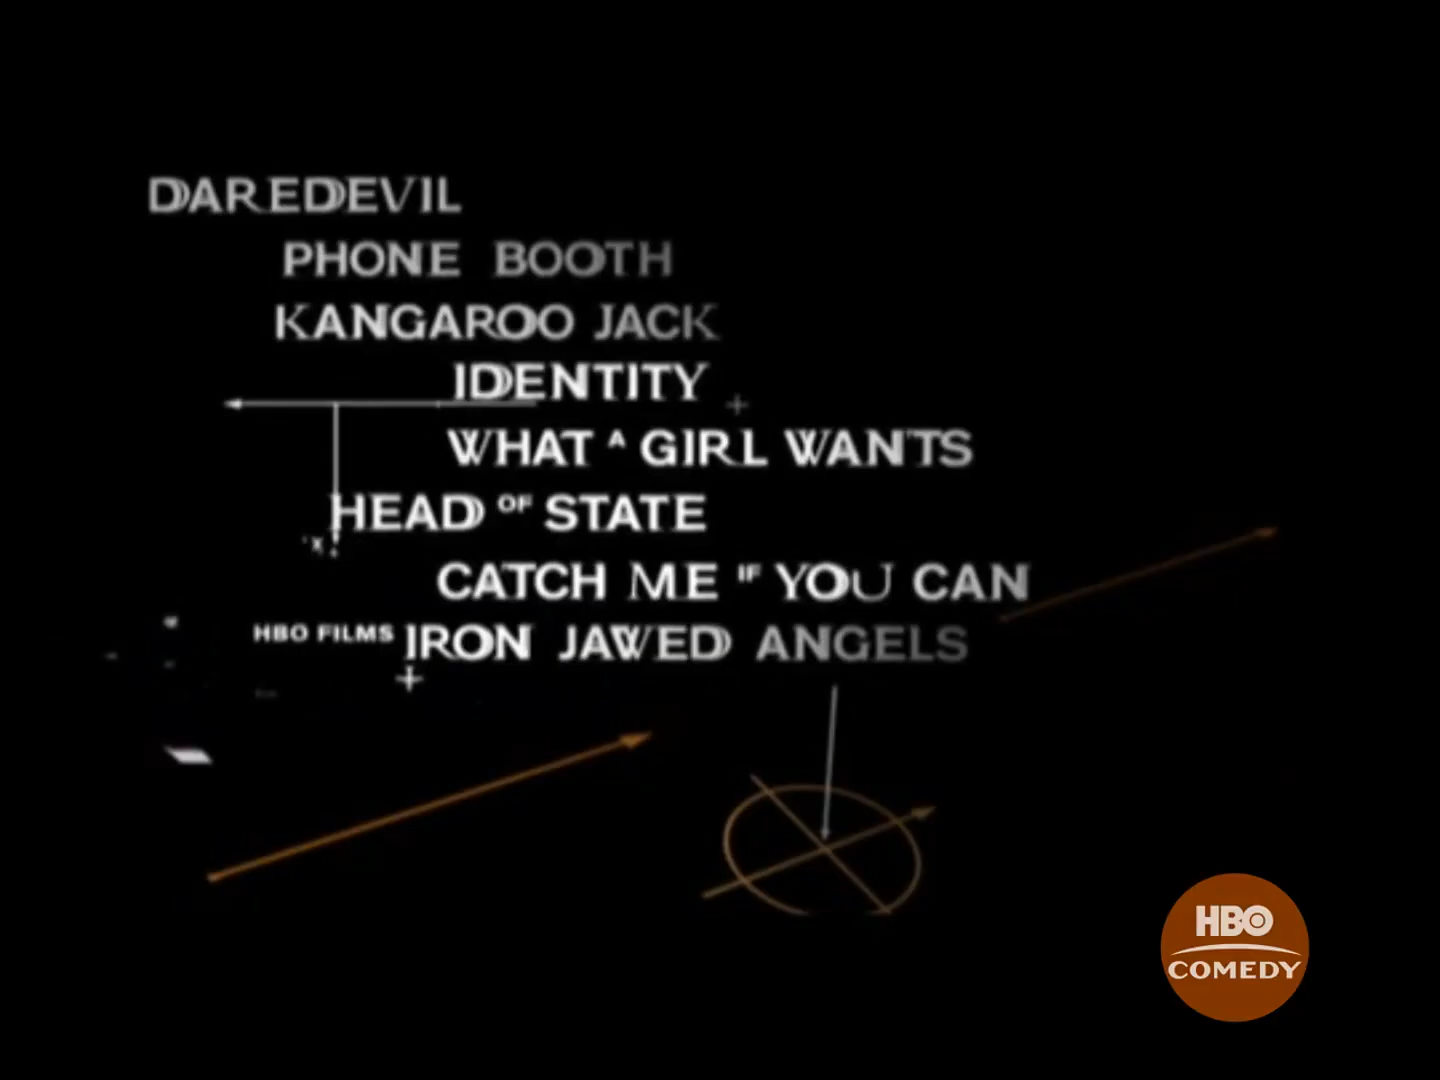 DAREDEVIL
PHONE BOOTH
KANGAROO JACK
IDENTITY
WHAT A GIRL WANTS
HEAD OF STATE
CATCH ME IF YOU CAN
HBO FILMS IRON JAWED ANGELS
HBO
COMEDY